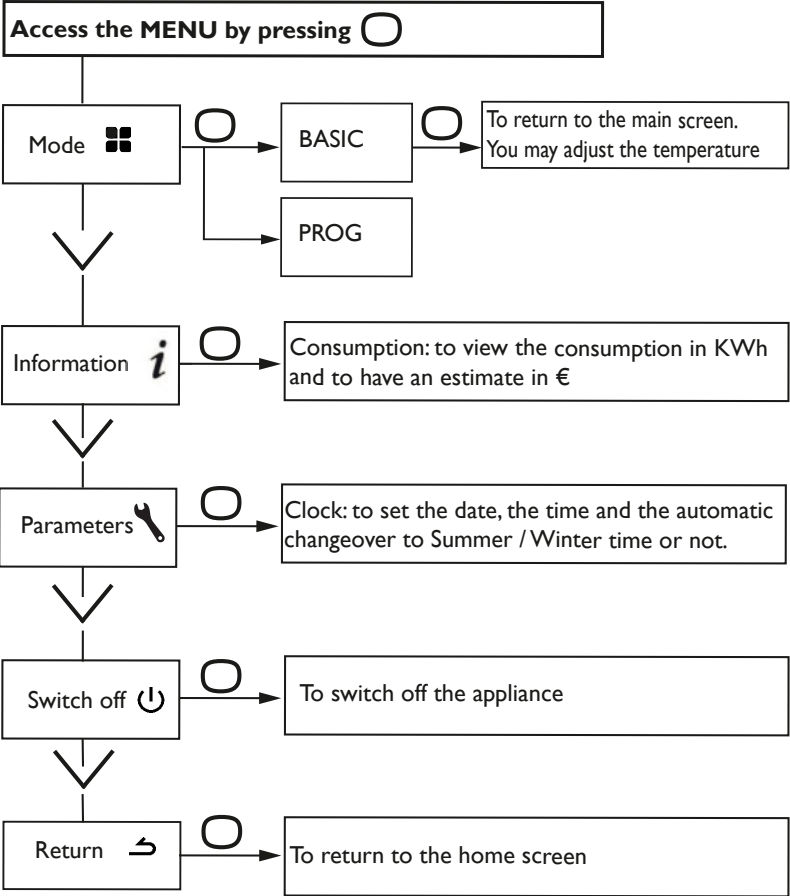 Access the MENU by pressing
Mode
BASIC
To return to the main screen.
You may adjust the temperature
PROG
Information
Consumption: to view the consumption in KWh
and to have an estimate in €
Parameters
Clock: to set the date, the time and the automatic
changeover to Summer / Winter time or not.
Switch off
To switch off the appliance
Return
To return to the home screen